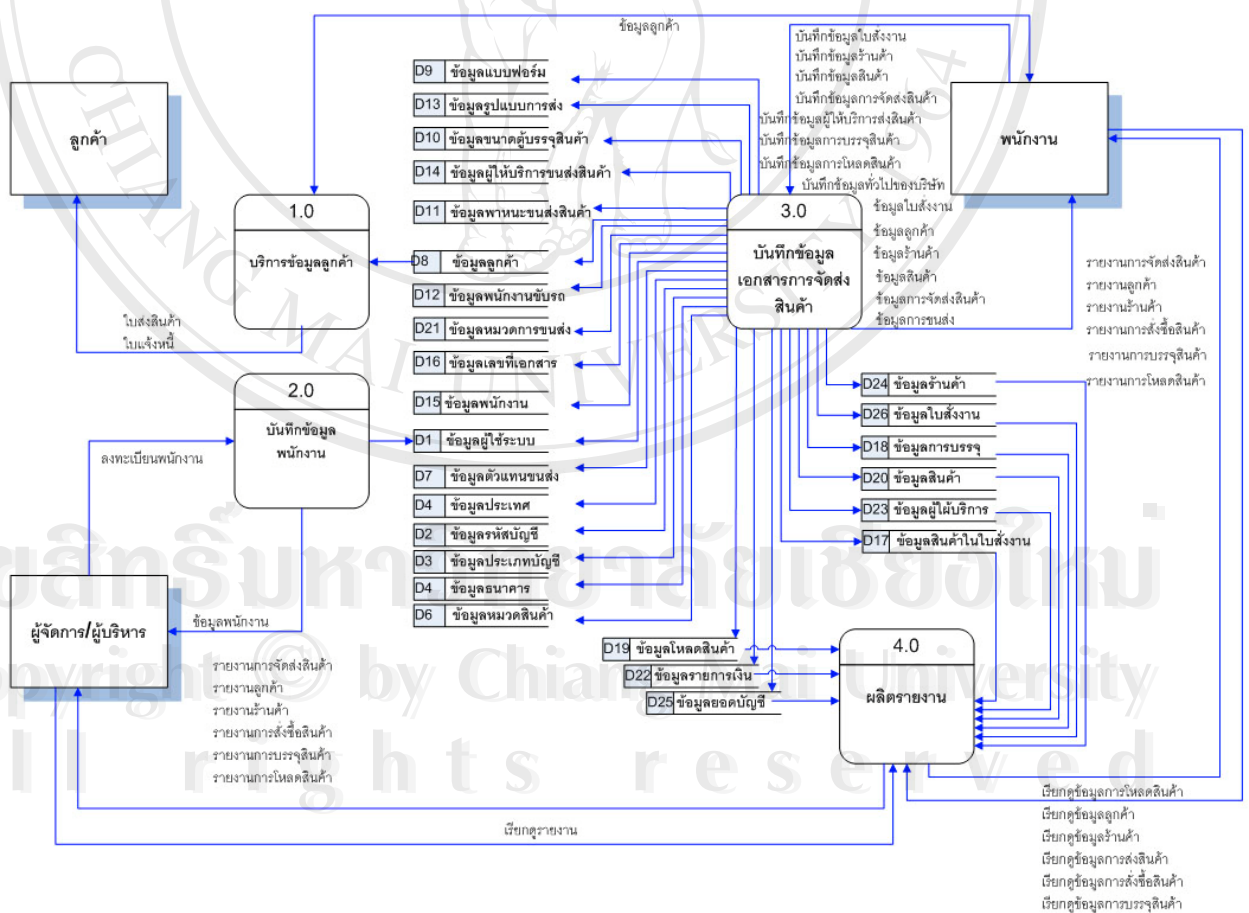 ข้อมูลลูกค้า
ลูกค้า
พนักงาน
ผู้จัดการ/ผู้บริหาร
1.0
บริการข้อมูลลูกค้า
ใบส่งสินค้า
ใบแจ้งหนี้
2.0
บันทึกข้อมูล
พนักงาน
ลงทะเบียนพนักงาน
ข้อมูลพนักงาน
รายงานการจัดส่งสินค้า
รายงานลูกค้า
รายงานร้านค้า
รายงานการสั่งซื้อสินค้า
รายงานการบรรจุสินค้า
รายงานการโหลดสินค้า
D9 ข้อมูลแบบฟอร์ม
D13 ข้อมูลรูปแบบการส่ง
D10 ข้อมูลขนาดตู้บรรจุสินค้า
D14 ข้อมูลผู้ให้บริการขนส่งสินค้า
D11 ข้อมูลพาหนะขนส่งสินค้า
D8 ข้อมูลลูกค้า
D12 ข้อมูลพนักงานขับรถ
D21 ข้อมูลหมวดการขนส่ง
D16 ข้อมูลเลขที่เอกสาร
D15 ข้อมูลพนักงาน
D1 ข้อมูลผู้ใช้ระบบ
D7 ข้อมูลตัวแทนขนส่ง
D4 ข้อมูลประเทศ
D2 ข้อมูลรหัสบัญชี
D3 ข้อมูลประเภทบัญชี
D4 ข้อมูลธนาคาร
D6 ข้อมูลหมวดสินค้า
บันทึกข้อมูลใบสั่งงาน
บันทึกข้อมูลร้านค้า
บันทึกข้อมูลสินค้า
บันทึกข้อมูลการจัดส่งสินค้า
บันทึกข้อมูลผู้ให้บริการส่งสินค้า
บันทึกข้อมูลการบรรจุสินค้า
บันทึกข้อมูลการโหลดสินค้า
บันทึกข้อมูลทั่วไปของบริษัท
3.0
บันทึกข้อมูล
เอกสารการจัดส่ง
สินค้า
ข้อมูลใบสั่งงาน
ข้อมูลลูกค้า
ข้อมูลร้านค้า
ข้อมูลสินค้า
ข้อมูลการจัดส่งสินค้า
ข้อมูลการขนส่ง
รายงานการจัดส่งสินค้า
รายงานลูกค้า
รายงานร้านค้า
รายงานการสั่งซื้อสินค้า
รายงานการบรรจุสินค้า
รายงานการโหลดสินค้า
D24 ข้อมูลร้านค้า
D26 ข้อมูลใบสั่งงาน
D18 ข้อมูลการบรรจุ
D20 ข้อมูลสินค้า
D23 ข้อมูลผู้ใผ้บริการ
D17 ข้อมูลสินค้าในใบสั่งงาน
D19 ข้อมูลโหลดสินค้า
D22 ข้อมูลรายการเงิน
D25 ข้อมูลยอดบัญชี
4.0
ผลิตรายงาน
เรียกดูรายงาน
เรียกดูข้อมูลการโหลดสินค้า
เรียกดูข้อมูลลูกค้า
เรียกดูข้อมูลร้านค้า
เรียกดูข้อมูลการส่งสินค้า
เรียกดูข้อมูลการสั่งซื้อสินค้า
เรียกดูข้อมูลการบรรจุสินค้า
CHIANG MAI UNIVERSITY 1964
by Chiang Mai University
rights reserved